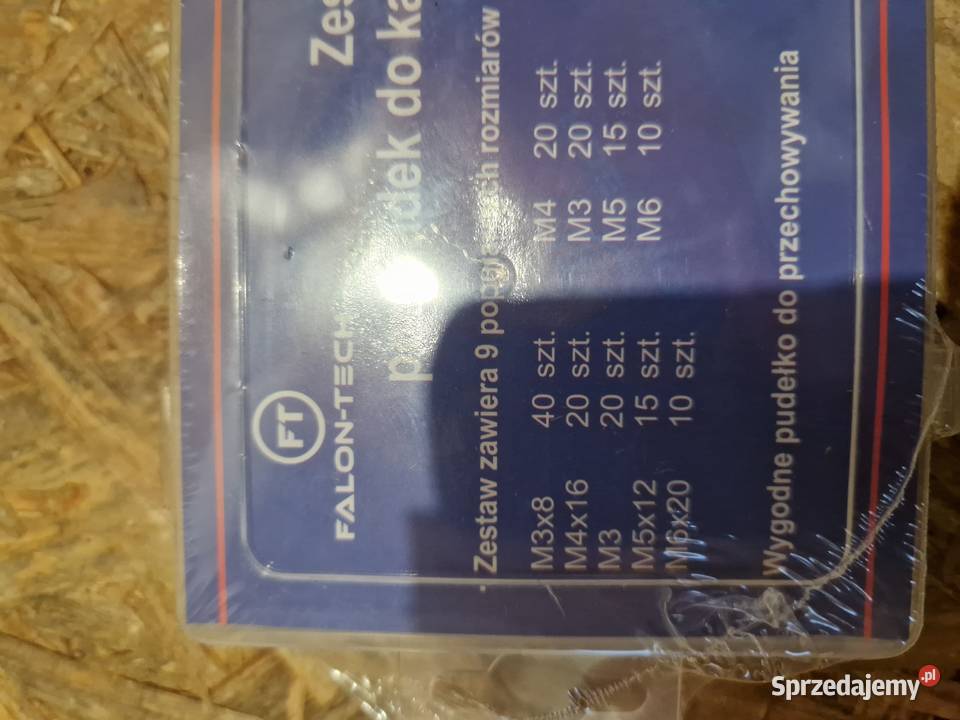 FT
FALON-TECH
Zes
do ka
Zestaw zawiera 9 rozmiarów
M3x8 40 szt. M4 20 szt.
M4x16 20 szt. M3 20 szt.
M3 20 szt. M5 15 szt.
M5x12 15 szt. M6 10 szt.
M6x20 10 szt.
Wygodne pudełko do przechowywania
Sprzedajemy.pl